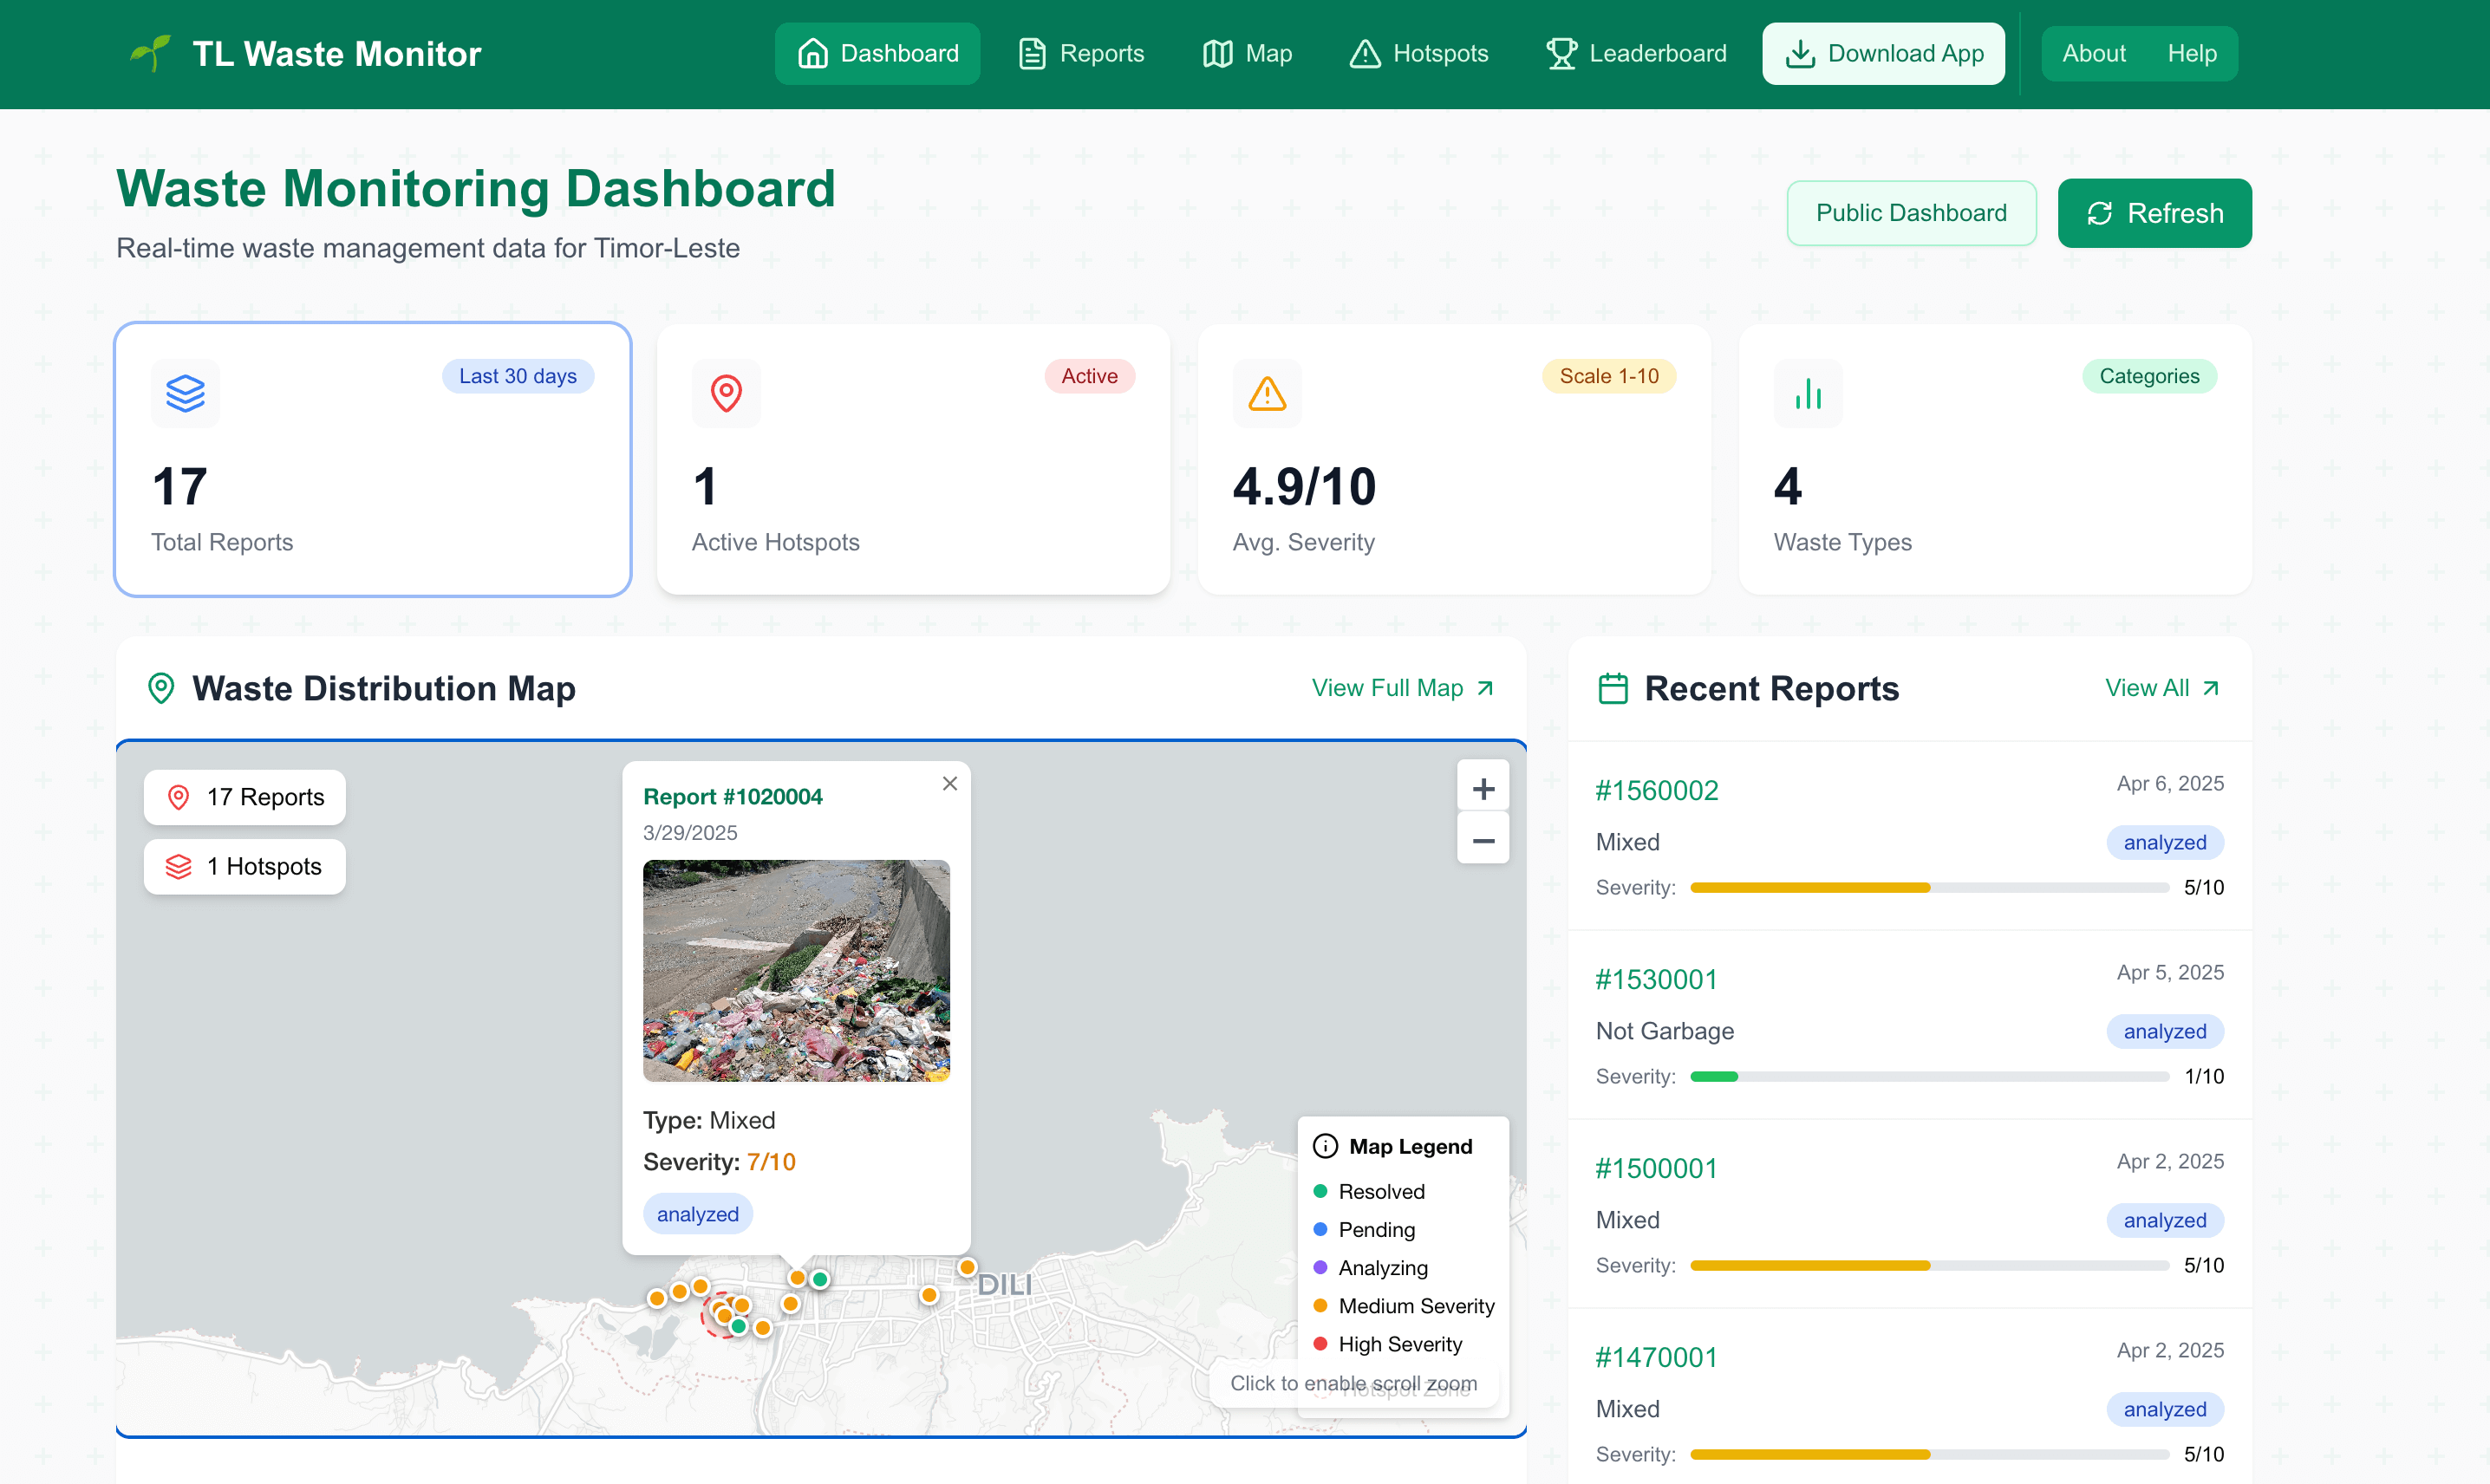 TL Waste Monitor
Dashboard
Reports
Map
Hotspots
Leaderboard
Download App
About
Help
Waste Monitoring Dashboard
Real-time waste management data for Timor-Leste
Public Dashboard
Refresh
Last 30 days
17
Total Reports
Active
1
Active Hotspots
Scale 1-10
4.9/10
Avg. Severity
Categories
4
Waste Types
Waste Distribution Map
View Full Map
17 Reports
1 Hotspots
Report #1020004
3/29/2025
Type: Mixed
Severity: 7/10
analyzed
+
−
DILI
Map Legend
Resolved
Pending
Analyzing
Medium Severity
High Severity
Hotspot Zone
Click to enable scroll zoom
Recent Reports
View All
#1560002
Apr 6, 2025
Mixed
analyzed
Severity:
5/10
#1530001
Apr 5, 2025
Not Garbage
analyzed
Severity:
1/10
#1500001
Apr 2, 2025
Mixed
analyzed
Severity:
5/10
#1470001
Apr 2, 2025
Mixed
analyzed
Severity:
5/10